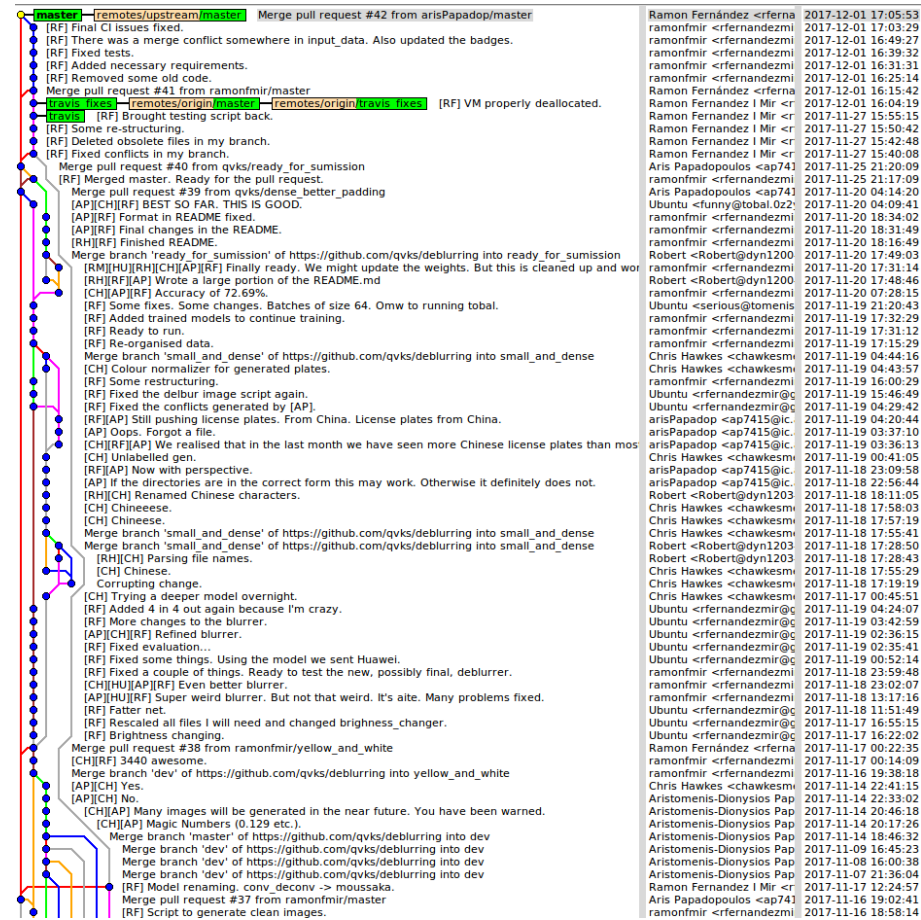 master remotes/upstream/master Merge pull request #42 from arisPapadop/master Ramon Fernández <rferna 2017-12-01 17:05:53
[RF] Final CI issues fixed. ramonfmir <rfernandezmi 2017-12-01 17:03:29
[RF] There was a merge conflict somewhere in input_data. Also updated the badges. ramonfmir <rfernandezmi 2017-12-01 16:49:27
[RF] Fixed tests. ramonfmir <rfernandezmi 2017-12-01 16:39:32
[RF] Added necessary requirements. ramonfmir <rfernandezmi 2017-12-01 16:31:31
[RF] Removed some old code. ramonfmir <rfernandezmi 2017-12-01 16:25:14
Merge pull request #41 from ramonfmir/master Ramon Fernández <rferna 2017-12-01 16:15:42
travis_fixes remotes/origin/master remotes/origin/travis_fixes [RF] VM properly deallocated. Ramon Fernandez I Mir <r 2017-12-01 16:04:19
travis [RF] Brought testing script back. Ramon Fernandez I Mir <r 2017-11-27 15:55:15
[RF] Some re-structuring. Ramon Fernandez I Mir <r 2017-11-27 15:50:42
[RF] Deleted obsolete files in my branch. Ramon Fernandez I Mir <r 2017-11-27 15:42:48
[RF] Fixed conflicts in my branch. Ramon Fernandez I Mir <r 2017-11-27 15:40:00
Merge pull request #40 from qvks/ready_for_sumission Aris Papadopoulos <ap741 2017-11-25 21:20:09
[RF] Merged master. Ready for the pull request. ramonfmir <rfernandezmi 2017-11-25 21:17:09
Merge pull request #39 from qvks/dense_better_padding Aris Papadopoulos <ap741 2017-11-20 04:14:20
[AP][CH][RF] BEST SO FAR. THIS IS GOOD. Ubuntu <funny@tobal.0z2y 2017-11-20 04:09:41
[AP][RF] Format in README fixed. ramonfmir <rfernandezmi 2017-11-20 18:34:02
[AP][RF] Final changes in the README. ramonfmir <rfernandezmi 2017-11-20 18:31:49
[RH][RF] Finished README. ramonfmir <rfernandezmi 2017-11-20 18:16:49
Merge branch 'ready_for_sumission' of https://github.com/qvks/deblurring into ready_for_sumission Robert <Robert@dyn1200- 2017-11-20 17:49:03
[RM][HU][RH][CH][AP][RF] Finally ready. We might update the weights. But this is cleaned up and wor ramonfmir <rfernandezmi 2017-11-20 17:31:14
[RH][RF][AP] Wrote a large portion of the README.md Robert <Robert@dyn1200- 2017-11-20 17:48:46
[CH][AP][RF] Accuracy of 72.69%. ramonfmir <rfernandezmi 2017-11-20 07:28:12
[RF] Some fixes. Some changes. Batches of size 64. Omw to running tobal. Ubuntu <serious@tomenis 2017-11-19 21:20:43
[RF] Added trained models to continue training. ramonfmir <rfernandezmi 2017-11-19 17:32:29
[RF] Ready to run. ramonfmir <rfernandezmi 2017-11-19 17:31:12
[RF] Re-organised data. ramonfmir <rfernandezmi 2017-11-19 17:15:29
Merge branch 'small_and_dense' of https://github.com/qvks/deblurring into small_and_dense Chris Hawkes <chawkesm 2017-11-19 04:44:16
[CH] Colour normalizer for generated plates. Chris Hawkes <chawkesm 2017-11-19 04:43:57
[RF] Some restructuring. ramonfmir <rfernandezmi 2017-11-19 16:00:29
[RF] Fixed the delbur image script again. Ubuntu <rfernandezmir@g 2017-11-19 15:46:49
[RF] Fixed the conflicts generated by [AP]. Ubuntu <rfernandezmir@g 2017-11-19 04:29:42
[RF][AP] Still pushing license plates. From China. License plates from China. arisPapadop <ap7415@ic. 2017-11-19 04:20:44
[AP] Oops. Forgot a file. arisPapadop <ap7415@ic. 2017-11-19 03:37:10
[CH][RF][AP] We realised that in the last month we have seen more Chinese license plates than mos arisPapadop <ap7415@ic. 2017-11-19 03:36:13
[CH] Unlabelled gen. Chris Hawkes <chawkesm 2017-11-19 00:41:05
[RF][AP] Now with perspective. arisPapadop <ap7415@ic. 2017-11-18 23:09:58
[AP] If the directories are in the correct form this may work. Otherwise it definitely does not. arisPapadop <ap7415@ic. 2017-11-18 22:56:44
[RH][CH] Renamed Chinese characters. Robert <Robert@dyn1203 2017-11-18 18:11:05
[CH] Chineeese. Chris Hawkes <chawkesm 2017-11-18 17:58:03
[CH] Chineese. Chris Hawkes <chawkesm 2017-11-18 17:57:19
Merge branch 'small_and_dense' of https://github.com/qvks/deblurring into small_and_dense Chris Hawkes <chawkesm 2017-11-18 17:55:41
Merge branch 'small_and_dense' of https://github.com/qvks/deblurring into small_and_dense Robert <Robert@dyn1203 2017-11-18 17:28:50
[RH][CH] Parsing file names. Robert <Robert@dyn1203 2017-11-18 17:28:43
[CH] Chinese. Chris Hawkes <chawkesm 2017-11-18 17:55:29
Corrupting change. Chris Hawkes <chawkesm 2017-11-18 17:19:19
[CH] Trying a deeper model overnight. Chris Hawkes <chawkesm 2017-11-17 00:45:51
[RF] Added 4 in 4 out again because I'm crazy. Ubuntu <rfernandezmir@g 2017-11-19 04:24:07
[RF] More changes to the blurrer. Ubuntu <rfernandezmir@g 2017-11-19 03:42:59
[AP][CH][RF] Refined blurrer. Ubuntu <rfernandezmir@g 2017-11-19 02:36:15
[RF] Fixed evaluation... Ubuntu <rfernandezmir@g 2017-11-19 02:35:41
[RF] Fixed some things. Using the model we sent Huawei. Ubuntu <rfernandezmir@g 2017-11-19 00:52:14
[RF] Fixed a couple of things. Ready to test the new, possibly final, deblurrer. ramonfmir <rfernandezmi 2017-11-18 23:59:48
[CH][HU][AP][RF] Even better blurrer. ramonfmir <rfernandezmi 2017-11-18 23:02:07
[AP][HU][RF] Super weird blurrer. But not that weird. It's aite. Many problems fixed. ramonfmir <rfernandezmi 2017-11-18 13:17:16
[RF] Fatter net. Ubuntu <rfernandezmir@g 2017-11-18 11:51:49
[RF] Rescaled all files I will need and changed brighness_changer. Ubuntu <rfernandezmir@g 2017-11-17 16:55:15
[RF] Brightness changing. Ubuntu <rfernandezmir@g 2017-11-17 16:22:02
Merge pull request #38 from ramonfmir/yellow_and_white Ramon Fernández <rferna 2017-11-17 00:22:35
[CH][RF] 3440 awesome. ramonfmir <rfernandezmi 2017-11-17 00:14:09
Merge branch 'dev' of https://github.com/qvks/deblurring into yellow_and_white ramonfmir <rfernandezmi 2017-11-16 19:38:18
[AP][CH] Yes. Chris Hawkes <chawkesm 2017-11-14 22:41:15
[AP][CH] No. Aristomenis-Dionysios Pap 2017-11-14 22:33:02
[CH][AP] Many images will be generated in the near future. You have been warned. Aristomenis-Dionysios Pap 2017-11-14 20:46:18
[CH][AP] Magic Numbers (0.129 etc.). Aristomenis-Dionysios Pap 2017-11-14 20:17:26
Merge branch 'master' of https://github.com/qvks/deblurring into dev Aristomenis-Dionysios Pap 2017-11-14 18:46:32
Merge branch 'dev' of https://github.com/qvks/deblurring into dev Aristomenis-Dionysios Pap 2017-11-09 16:45:23
Merge branch 'dev' of https://github.com/qvks/deblurring into dev Aristomenis-Dionysios Pap 2017-11-08 16:00:38
Merge branch 'dev' of https://github.com/qvks/deblurring into dev Aristomenis-Dionysios Pap 2017-11-07 21:36:04
[RF] Model renaming. conv_deconv -> moussaka. Ramon Fernandez I Mir <r 2017-11-17 12:24:57
Merge pull request #37 from ramonfmir/master Aris Papadopoulos <ap741 2017-11-16 19:02:41
[RF] Script to generate clean images. ramonfmir <rfernandezmi 2017-11-16 18:58:14